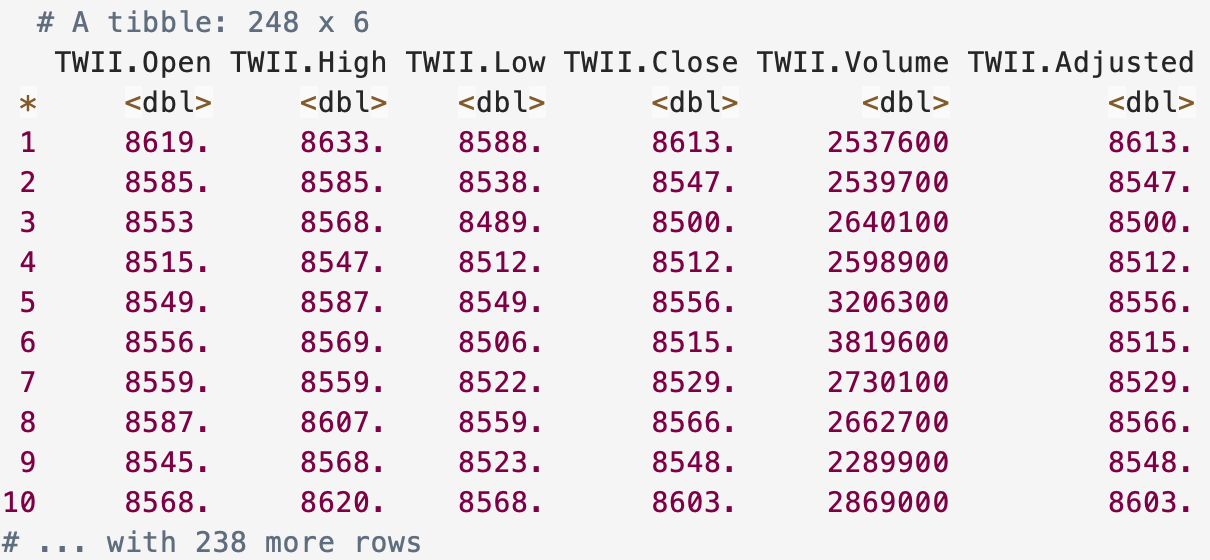 # A tibble: 248 x 6
TWII.Open TWII.High TWII.Low TWII.Close TWII.Volume TWII.Adjusted
* <dbl> <dbl> <dbl> <dbl> <dbl> <dbl>
1 8619. 8633. 8588. 8613. 2537600 8613.
2 8585. 8585. 8538. 8547. 2539700 8547.
3 8553 8568. 8489. 8500. 2640100 8500.
4 8515. 8547. 8512. 8512. 2598900 8512.
5 8549. 8587. 8549. 8556. 3206300 8556.
6 8556. 8569. 8506. 8515. 3819600 8515.
7 8559. 8559. 8522. 8529. 2730100 8529.
8 8587. 8607. 8559. 8566. 2662700 8566.
9 8545. 8568. 8523. 8548. 2289900 8548.
10 8568. 8620. 8568. 8603. 2869000 8603.
# ... with 238 more rows